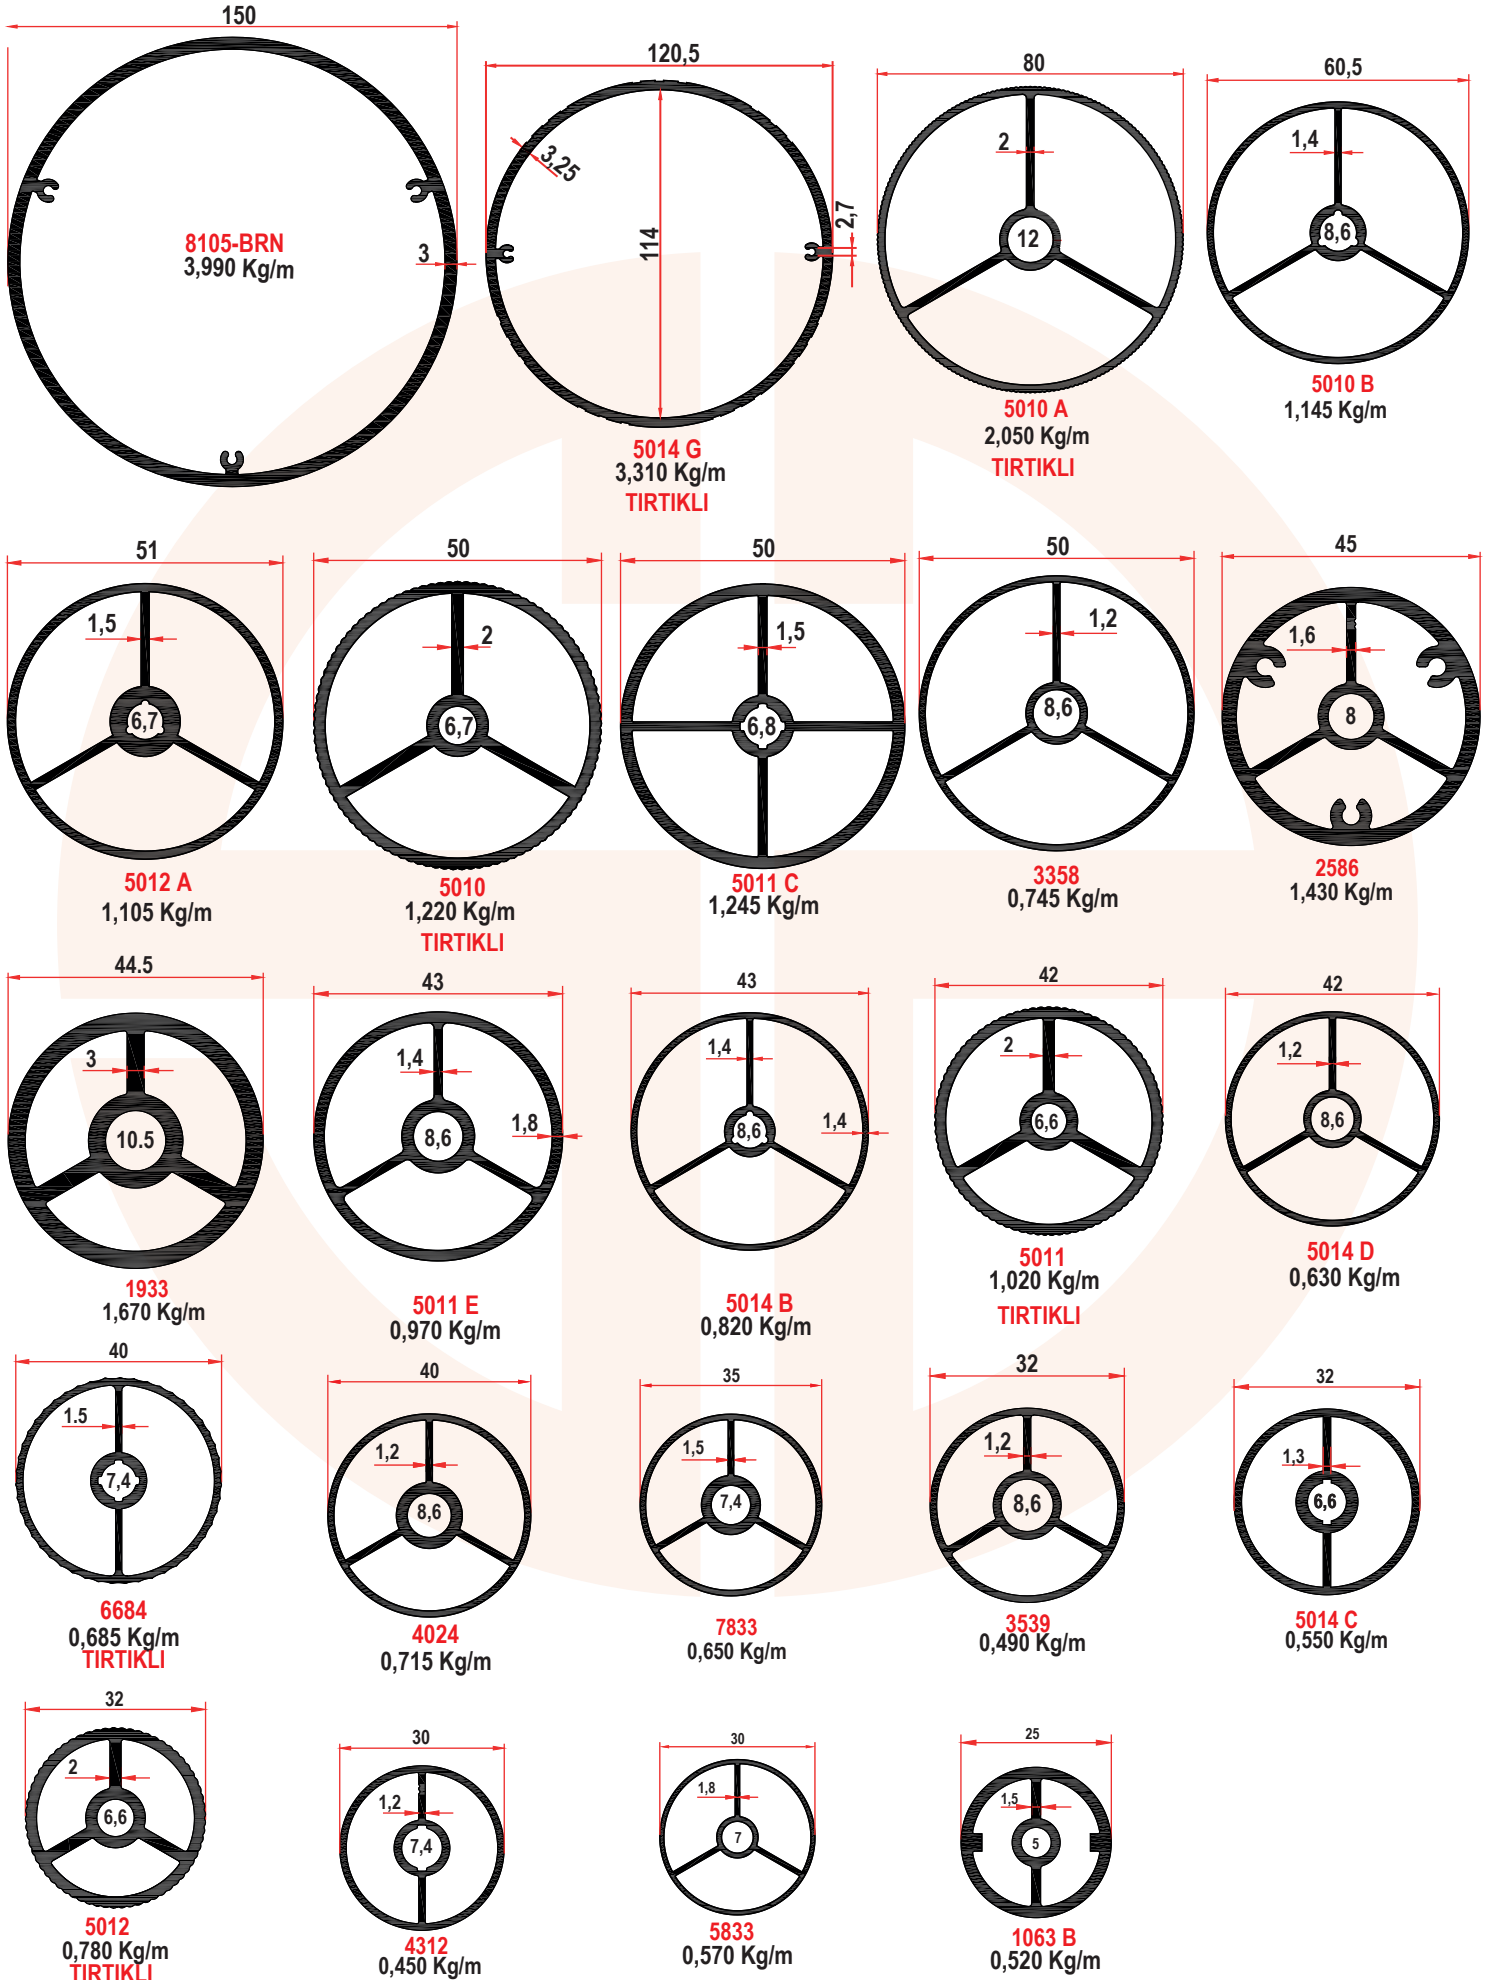 150
8105-BRN
3,990 Kg/m
3
120,5
3,25
114
2,7
5014 G
3,310 Kg/m
TIRTIKLI
80
2
12
5010 A
2,050 Kg/m
TIRTIKLI
60,5
1,4
8,6
5010 B
1,145 Kg/m
51
1,5
6,7
5012 A
1,105 Kg/m
50
2
6,7
5010
1,220 Kg/m
TIRTIKLI
50
1,5
6,8
5011 C
1,245 Kg/m
50
1,2
8,6
3358
0,745 Kg/m
45
1,6
8
2586
1,430 Kg/m
44.5
3
10.5
1933
1,670 Kg/m
43
1,4
1,8
8,6
5011 E
0,970 Kg/m
43
1,4
1,4
8,6
5014 B
0,820 Kg/m
42
2
6,6
5011
1,020 Kg/m
TIRTIKLI
42
1,2
8,6
5014 D
0,630 Kg/m
40
1.5
7,4
6684
0,685 Kg/m
TIRTIKLI
40
1,2
8,6
4024
0,715 Kg/m
35
1,5
7,4
7833
0,650 Kg/m
32
1,2
8,6
3539
0,490 Kg/m
32
1,3
6,6
5014 C
0,550 Kg/m
32
2
6,6
5012
0,780 Kg/m
TIRTIKLI
30
1,2
7,4
4312
0,450 Kg/m
30
1,8
7
5833
0,570 Kg/m
25
1,5
5
1063 B
0,520 Kg/m